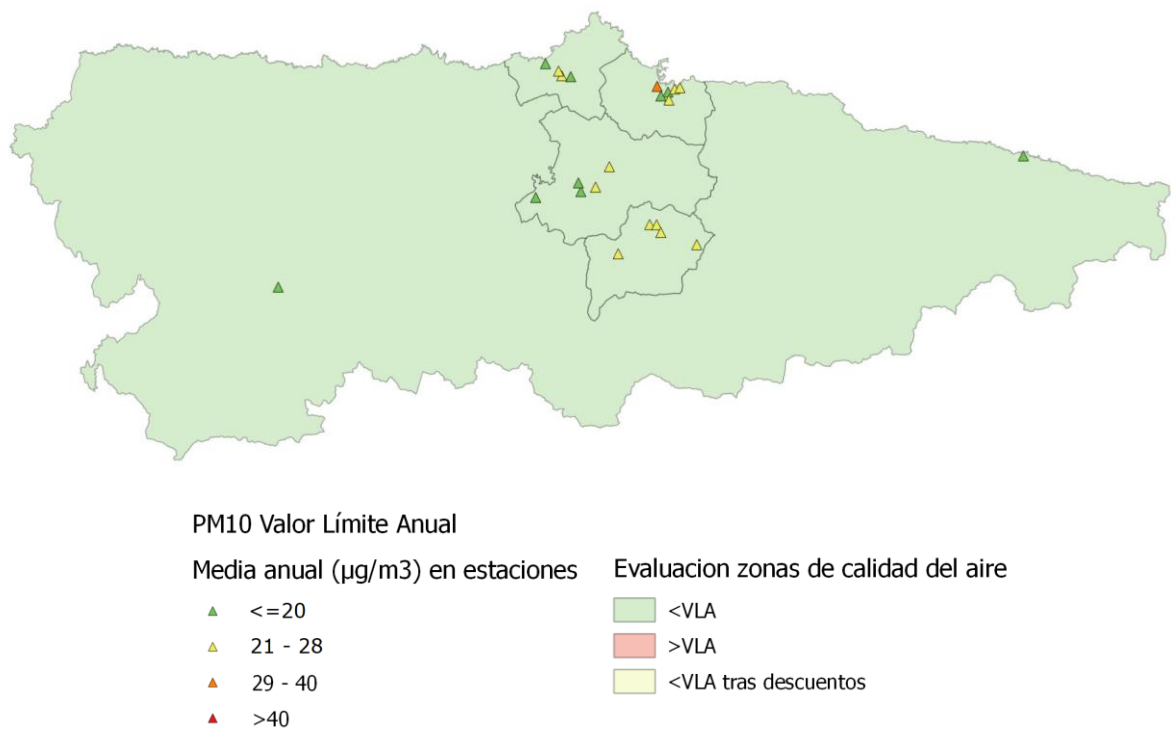 PM10 Valor Límite Anual
Media anual (µg/m3) en estaciones
<=20
21 - 28
29 - 40
>40
Evaluacion zonas de calidad del aire
<VLA
>VLA
<VLA tras descuentos